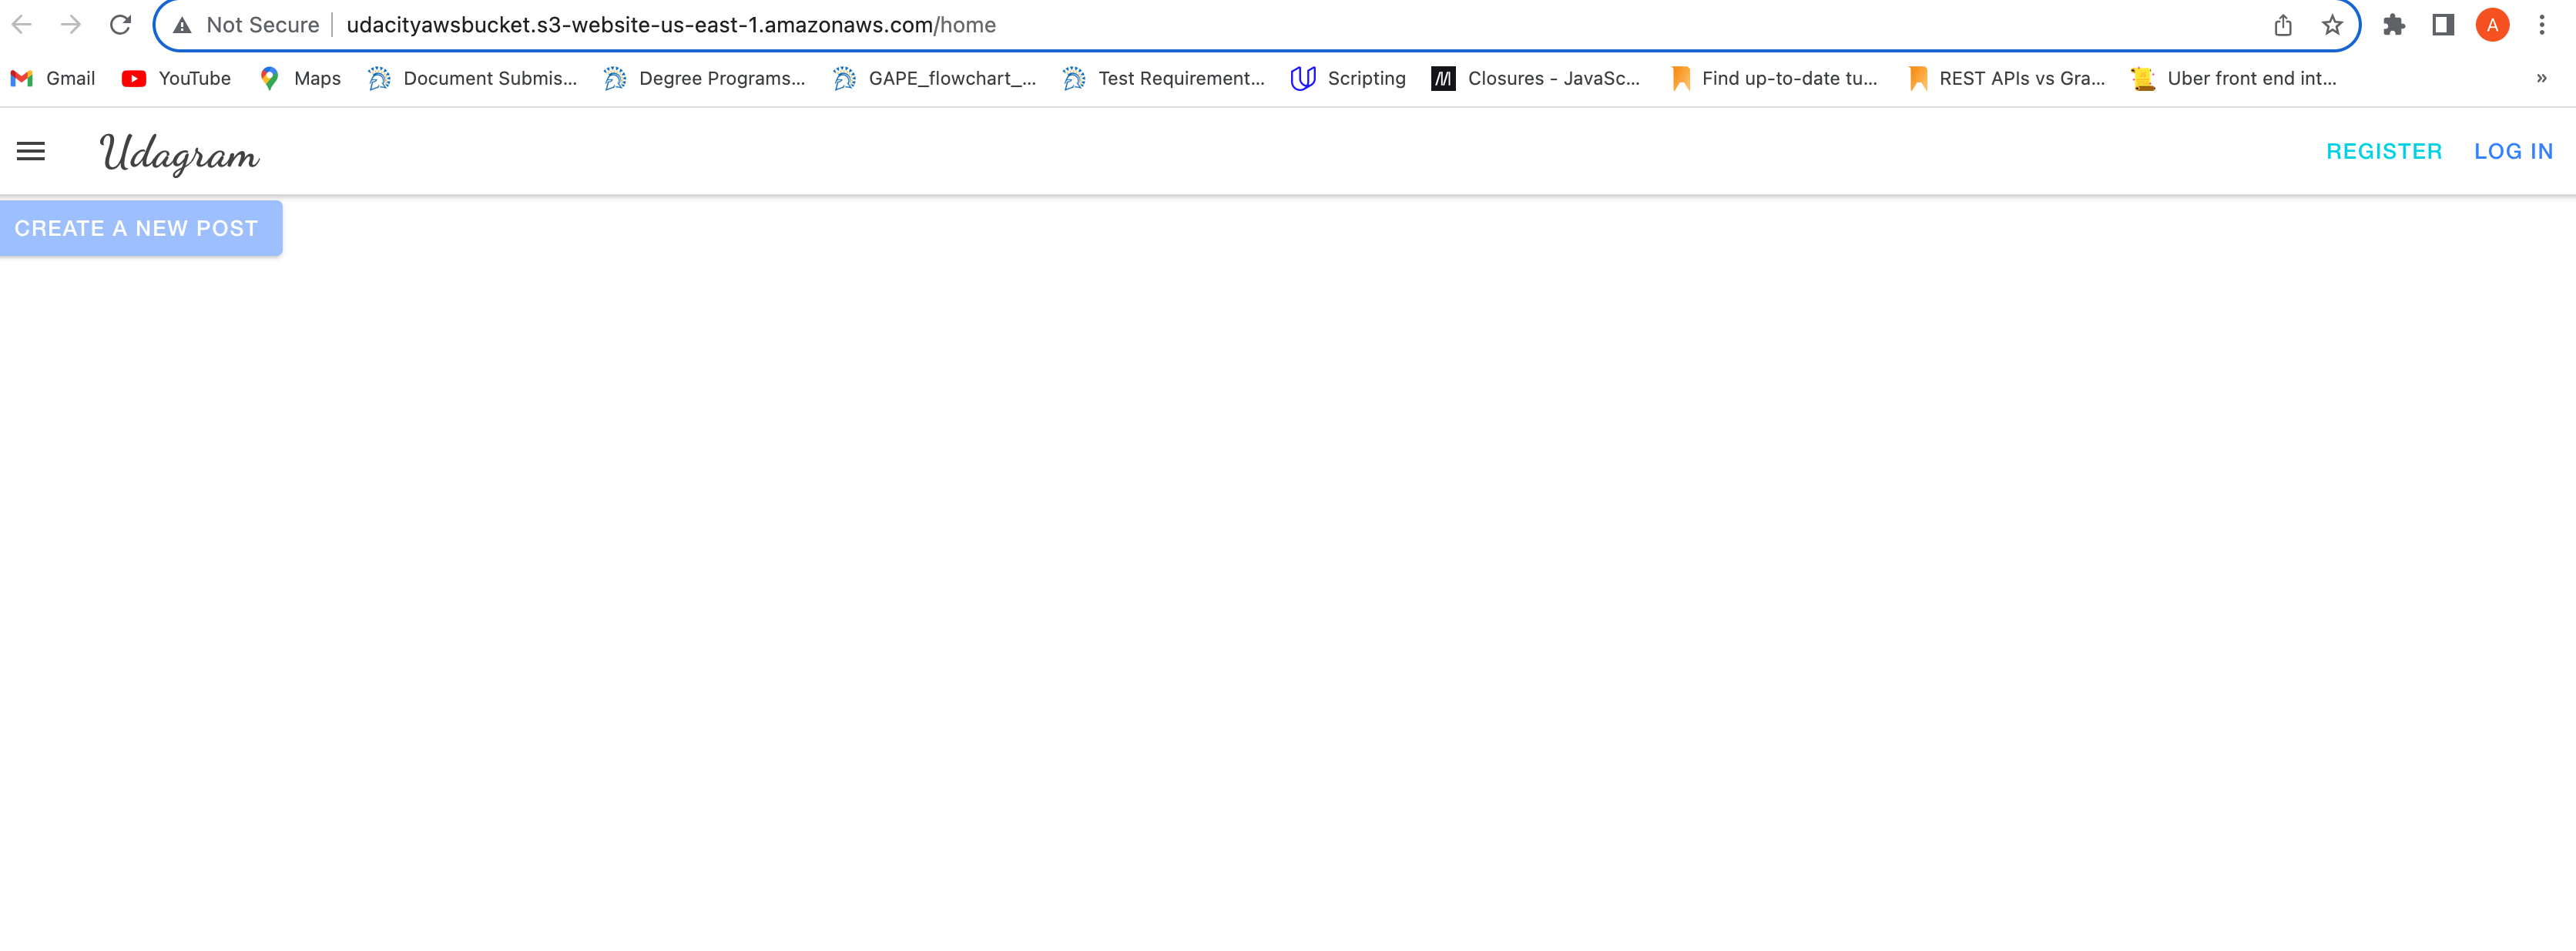 Not Secure | udacityawsbucket.s3-website-us-east-1.amazonaws.com/home A
Gmail YouTube Maps Document Submis... Degree Programs... GAPE_flowchart_... Test Requirement... Scripting Closures - JavaSc... Find up-to-date tu... REST APIs vs Gra... Uber front end int... »
Udagram REGISTER LOG IN
CREATE A NEW POST